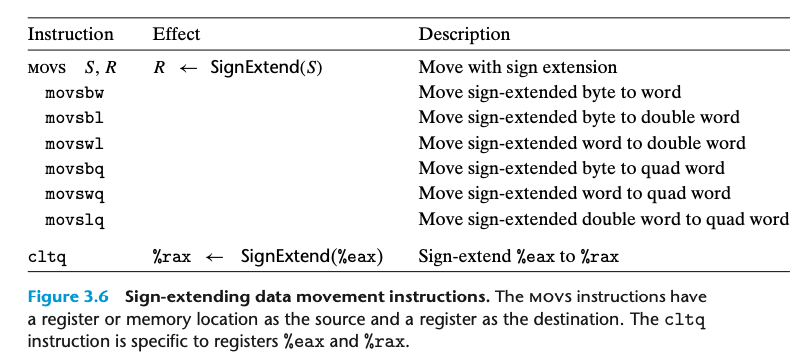 Instruction Effect Description
MOVS S, R R ← SignExtend(S) Move with sign extension
movsbw Move sign-extended byte to word
movsbl Move sign-extended byte to double word
movswl Move sign-extended word to double word
movsbq Move sign-extended byte to quad word
movswq Move sign-extended word to quad word
movslq Move sign-extended double word to quad word
cltq %rax ← SignExtend(%eax) Sign-extend %eax to %rax
Figure 3.6 Sign-extending data movement instructions. The MOVS instructions have
a register or memory location as the source and a register as the destination. The cltq
instruction is specific to registers %eax and %rax.